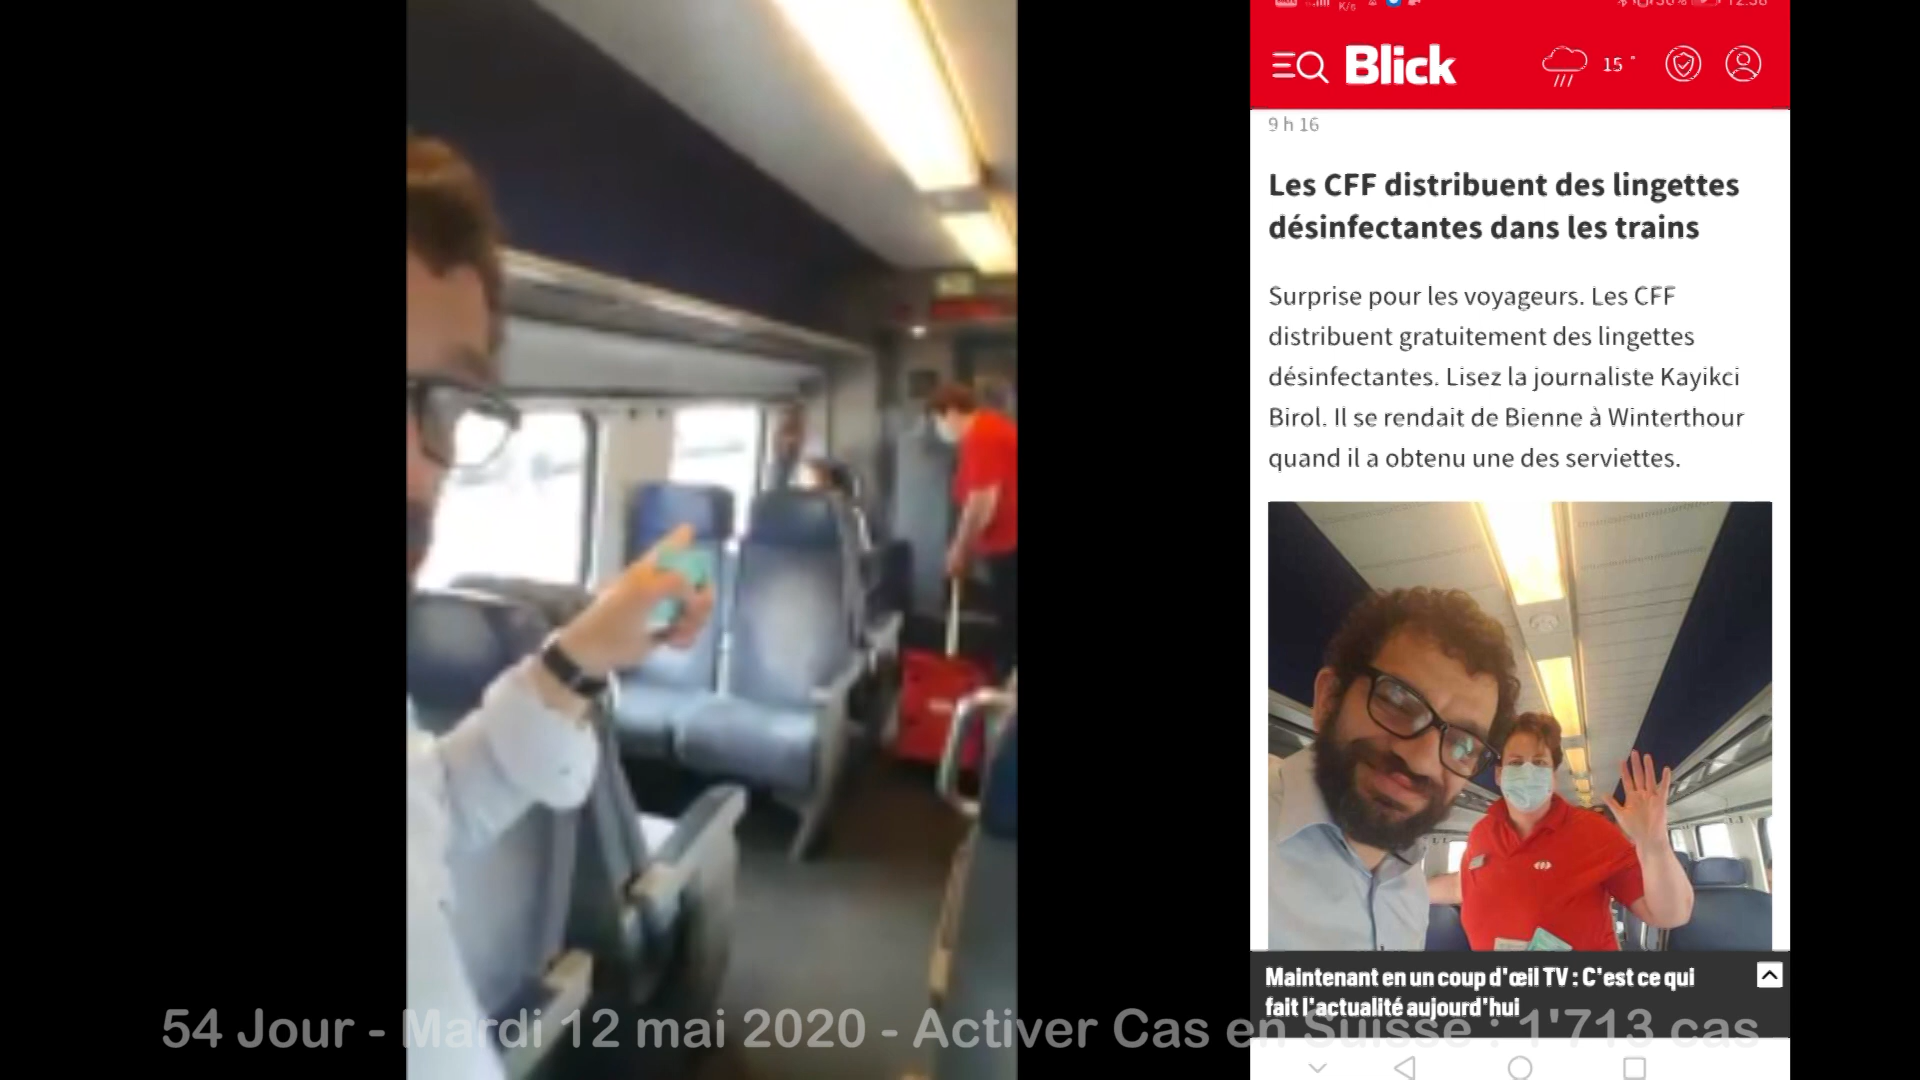 12:38
Blick
15 °
9 h 16
Les CFF distribuent des lingettes
désinfectantes dans les trains
Surprise pour les voyageurs. Les CFF
distribuent gratuitement des lingettes
désinfectantes. Lisez la journaliste Kayikci
Birol. Il se rendait de Bienne à Winterthour
quand il a obtenu une des serviettes.
Maintenant en un coup d'œil TV : C'est ce qui
fait l'actualité aujourd'hui
54 Jour - Mardi 12 mai 2020 - Activer Cas en Suisse : 1'713 cas